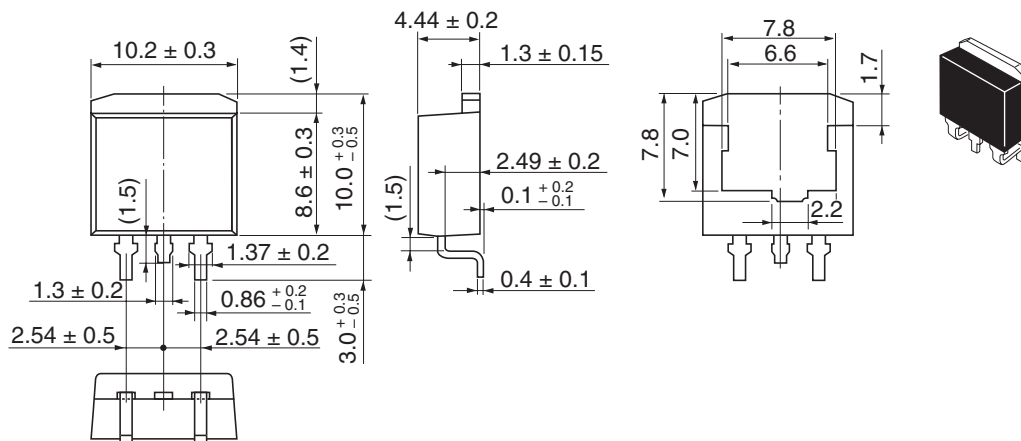 10.2 ± 0.3
(1.4)
8.6 ± 0.3
10.0 +0.3 −0.5
(1.5)
1.37 ± 0.2
1.3 ± 0.2
0.86 +0.2 −0.1
3.0 +0.3 −0.5
2.54 ± 0.5
2.54 ± 0.5
4.44 ± 0.2
1.3 ± 0.15
2.49 ± 0.2
(1.5)
0.1 +0.2 −0.1
0.4 ± 0.1
7.8
6.6
1.7
7.8
7.0
2.2